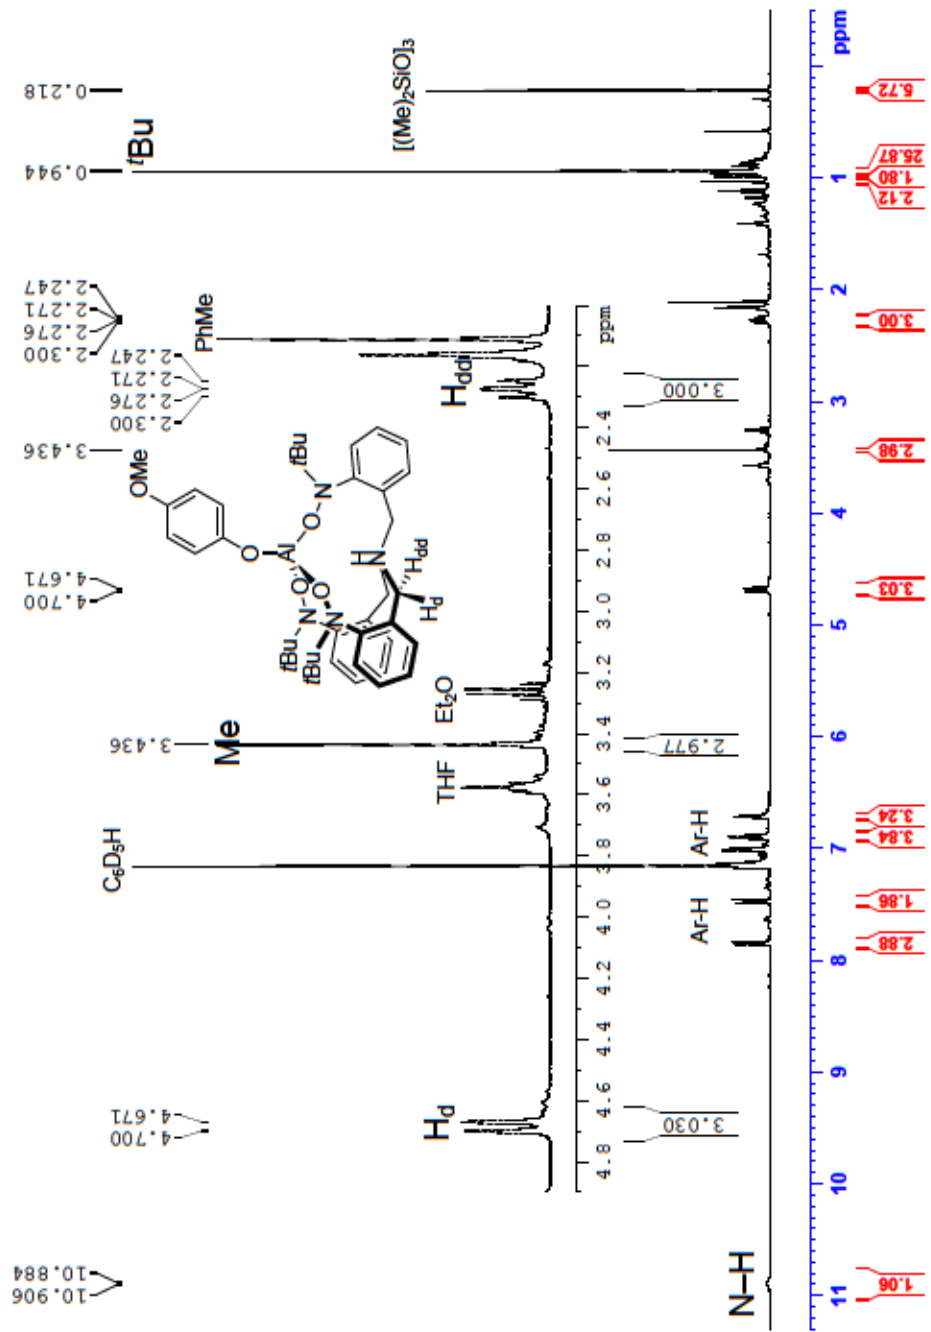 10.906
10.884
4.700
4.671
3.436
2.300
2.276
2.271
2.247
0.944
0.218
C₆D₅H
ᵗBu
[(Me)₂SiO]₃
4.700
4.671
3.436
2.300
2.276
2.271
2.247
Hd
Me
THF
Et₂O
Hdd
PhMe
OMe
O
Al
O
O
O
N
N
N
tBu
tBu
tBu
H
N
Hd
Hdd
4.8
4.6
4.4
4.2
4.0
3.8
3.6
3.4
3.2
3.0
2.8
2.6
2.4
ppm
3.030
2.977
3.000
N–H
Ar-H
Ar-H
11
10
9
8
7
6
5
4
3
2
1
ppm
1.06
2.88
1.86
3.84
3.24
3.03
2.98
3.00
2.12
1.80
25.87
5.72